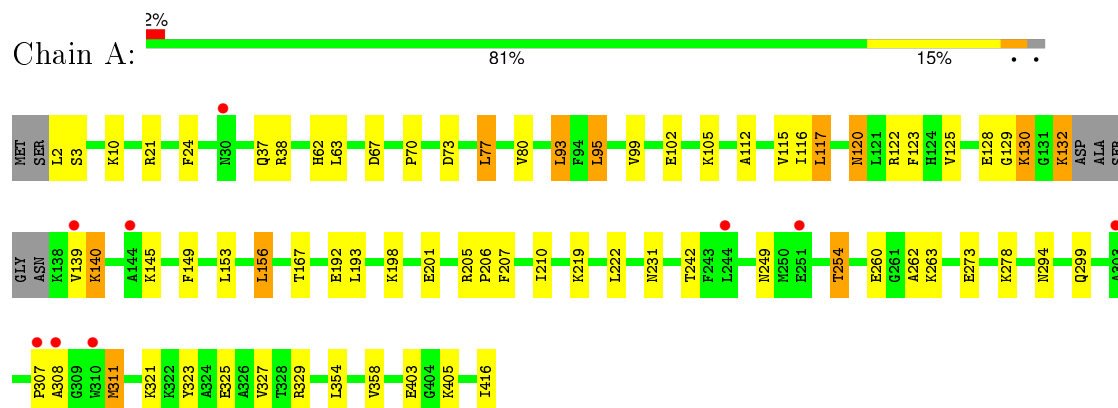 2%
Chain A:
81% 15% • •
MET SER L2 S3 K10 R21 F24 N30 Q37 R38 H62 L63 D67 P70 D73 L77 V80 L93 F94 L95 V99 E102 K105 A112 V115 I116 L117 N120 L121 R122 F123 H124 V125 E128 G129 K130 G131 K132 ASP ALA SER
GLY ASN K138 V139 K140 A144 K145 F149 L153 L156 T167 E192 L193 K198 E201 R205 P206 F207 I210 K219 L222 N231 T242 F243 L244 N249 M250 E251 T254 E260 G261 A262 K263 E273 K278 N294 Q299 A303
P307 A308 G309 W310 M311 K321 K322 Y323 A324 E325 A326 V327 T328 R329 L354 V358 E403 G404 K405 I416